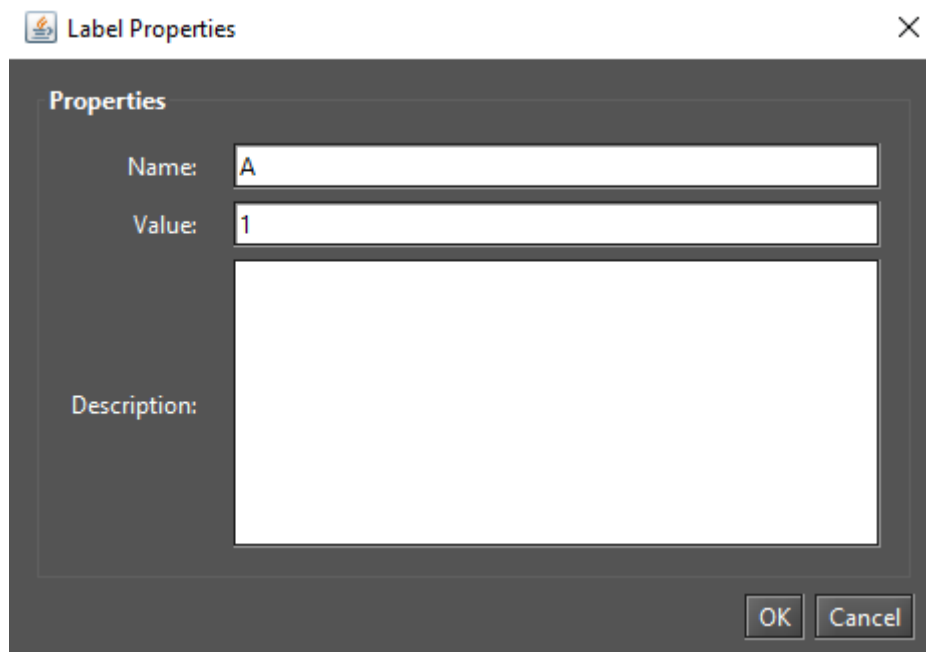 Label Properties
Properties
Name: A
Value: 1
Description:
OK Cancel